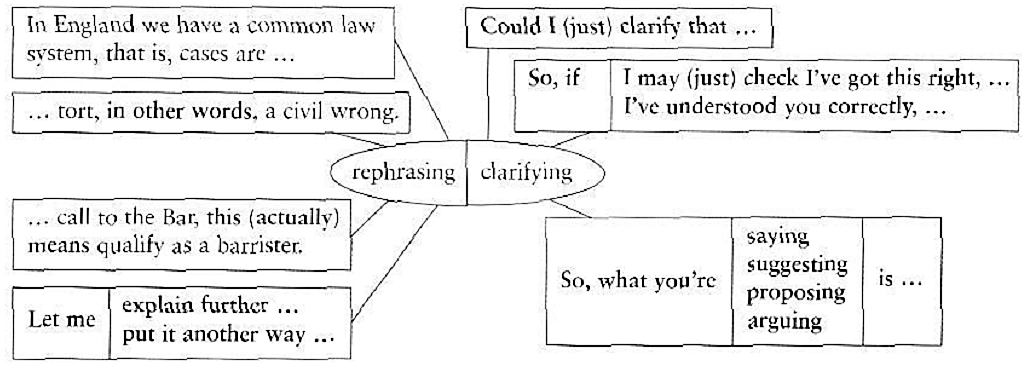 In England we have a common law
system, that is, cases are ...
... tort, in other words, a civil wrong.
rephrasing
... call to the Bar, this (actually)
means qualify as a barrister.
Let me
explain further ...
put it another way ...
clarifying
Could I (just) clarify that ...
So, if
I may (just) check I've got this right, ...
I've understood you correctly, ...
So, what you're
saying
suggesting
proposing
arguing
is ...